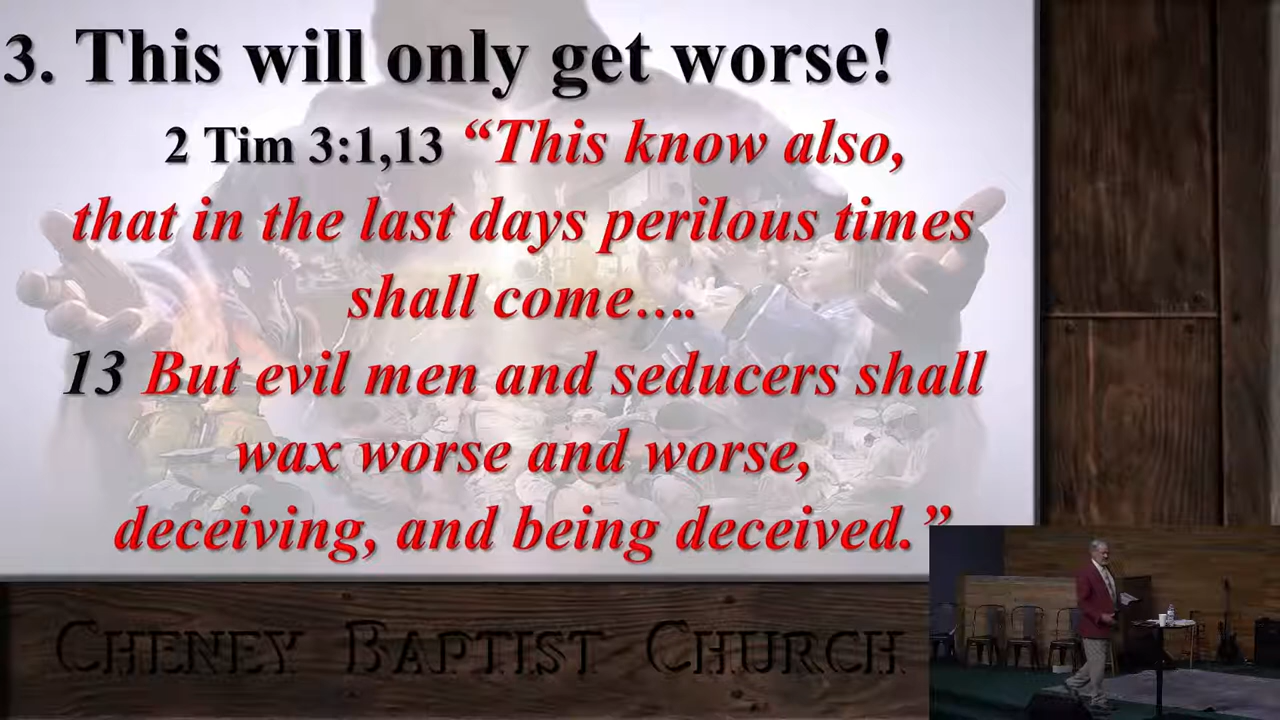 3. This will only get worse!
2 Tim 3:1,13 “This know also,
that in the last days perilous times
shall come….
13 But evil men and seducers shall
wax worse and worse,
deceiving, and being deceived.”
CHENEY BAPTIST CHURCH